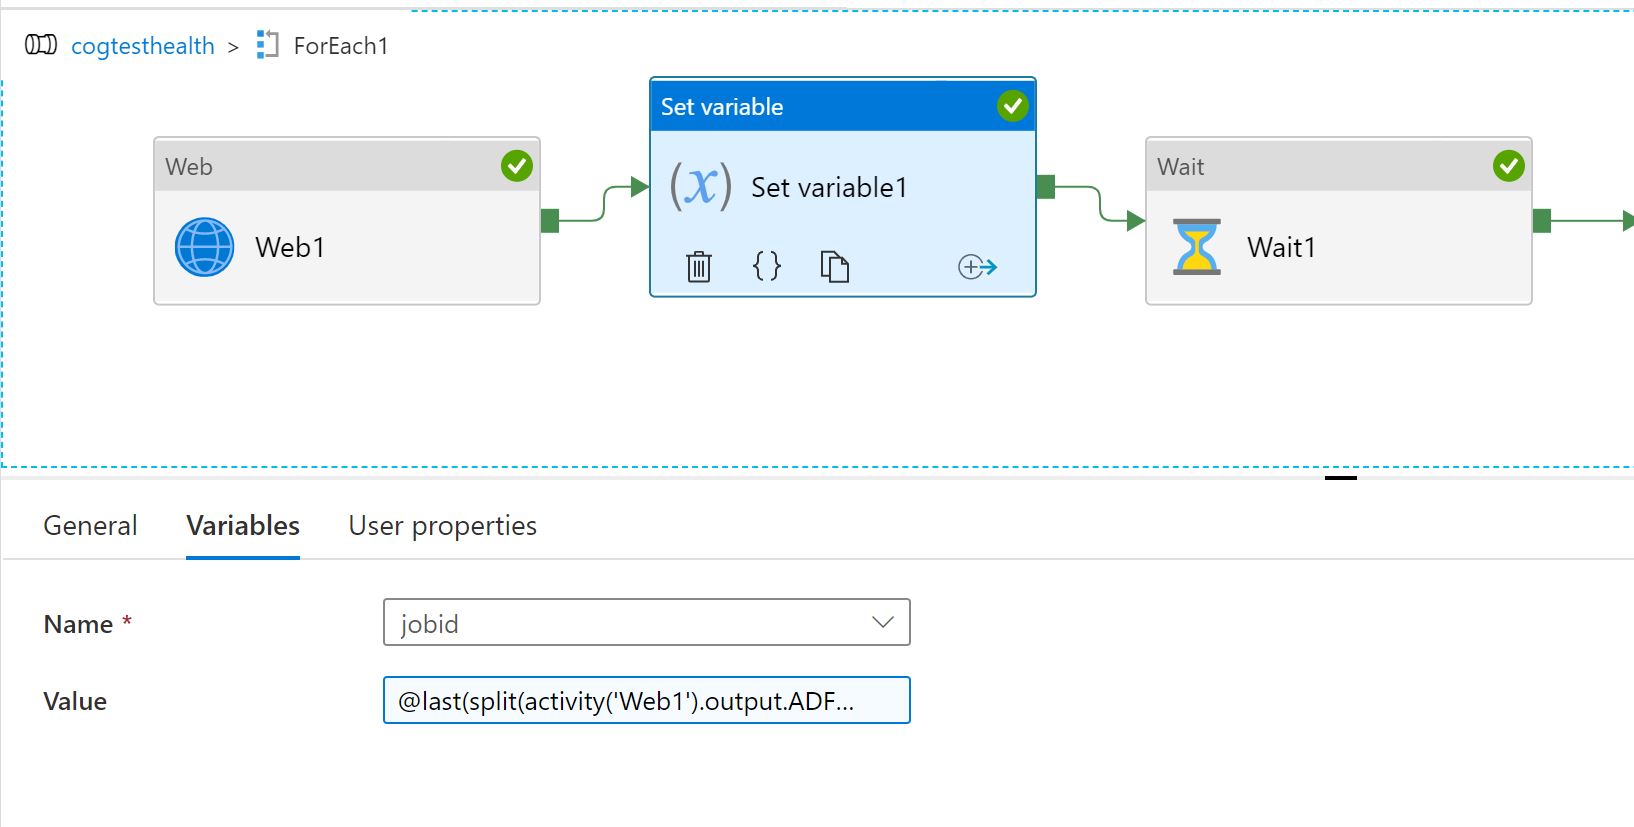 cogtesthealth > ForEach1
Set variable
Web
Wait
(x) Set variable1
Web1
Wait1
{}
General Variables User properties
Name * jobid
Value @last(split(activity('Web1').output.ADF...